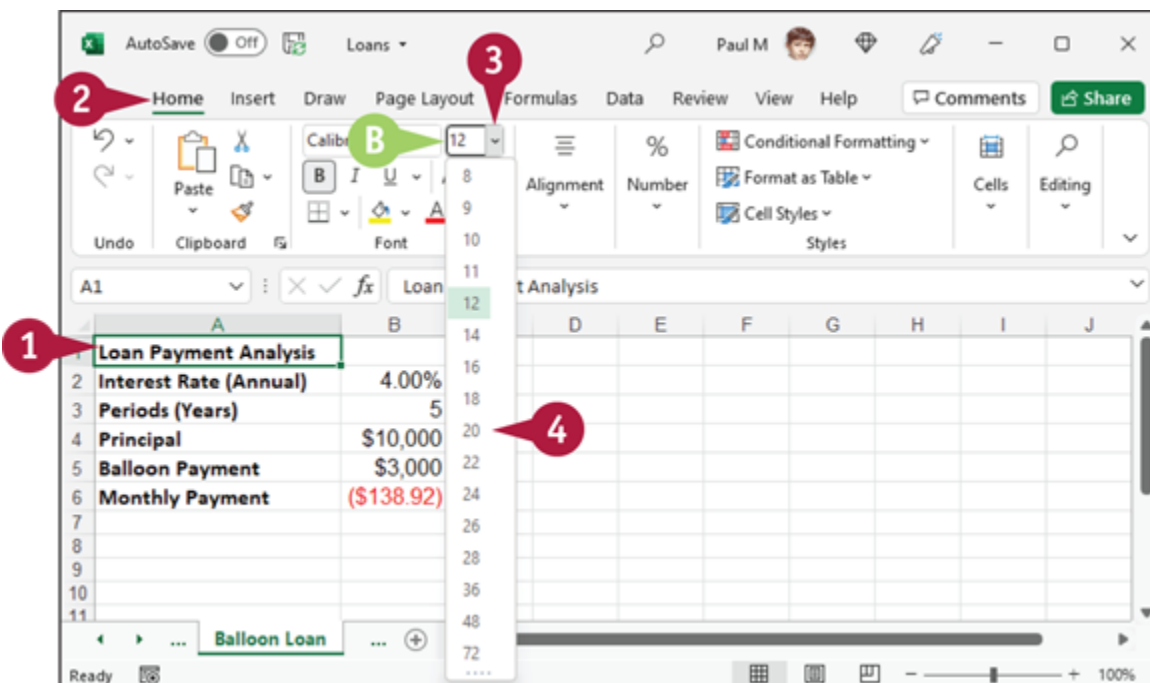 AutoSave Off Loans Paul M
3
2 Home Insert Draw Page Layout Formulas Data Review View Help Comments Share
Calibr B 12
Conditional Formatting
8
B I U
Paste Alignment Number Format as Table Cells Editing
9
A Cell Styles
Undo Clipboard Font 10 Styles
11
A1 fx Loan t Analysis
12
A B D E F G H I J
14
1 1 Loan Payment Analysis
16
2 Interest Rate (Annual) 4.00%
18
3 Periods (Years) 5
20 4
4 Principal $10,000
22
5 Balloon Payment $3,000
24
6 Monthly Payment ($138.92)
7
26
8
28
9
36
10
11
48
... Balloon Loan ...
72
Ready 100%